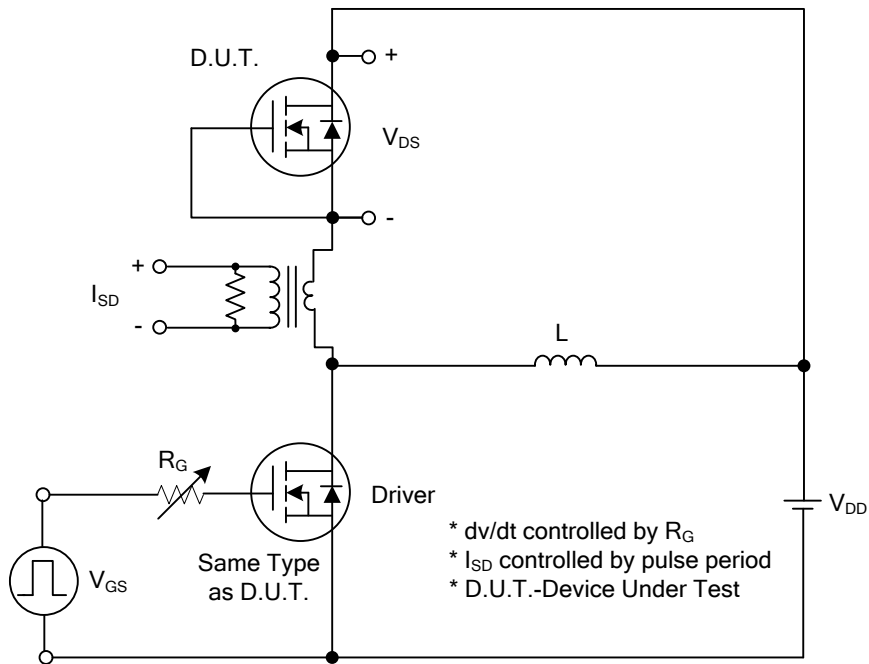 D.U.T.
+
V_DS
-
+
I_SD
-
L
R_G
Driver
V_DD
Same Type
as D.U.T.
V_GS
* dv/dt controlled by R_G
* I_SD controlled by pulse period
* D.U.T.-Device Under Test